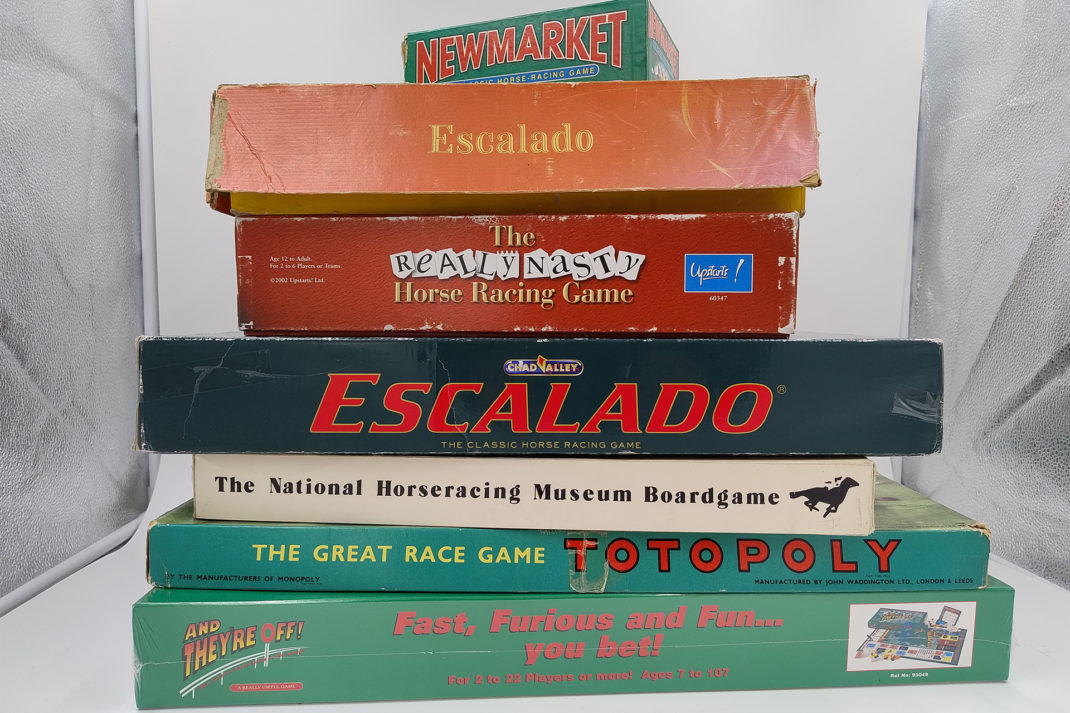 NEWMARKET
CLASSIC HORSE-RACING GAME
Escalado
The
REALLY NASTY
Horse Racing Game
Age 12 to Adult.
For 2 to 6 Players or Teams.
©2002 Upstarts! Ltd.
Upstarts!
60347
CHAD VALLEY
ESCALADO®
THE CLASSIC HORSE RACING GAME
The National Horseracing Museum Boardgame
THE GREAT RACE GAME TOTOPOLY
BY THE MANUFACTURERS OF MONOPOLY
MANUFACTURED BY JOHN WADDINGTON LTD., LONDON & LEEDS
AND
THEY'RE OFF!
A REALLY USEFUL GAME
Fast, Furious and Fun...
you bet!
For 2 to 22 Players or more! Ages 7 to 107
Ref No: 95049